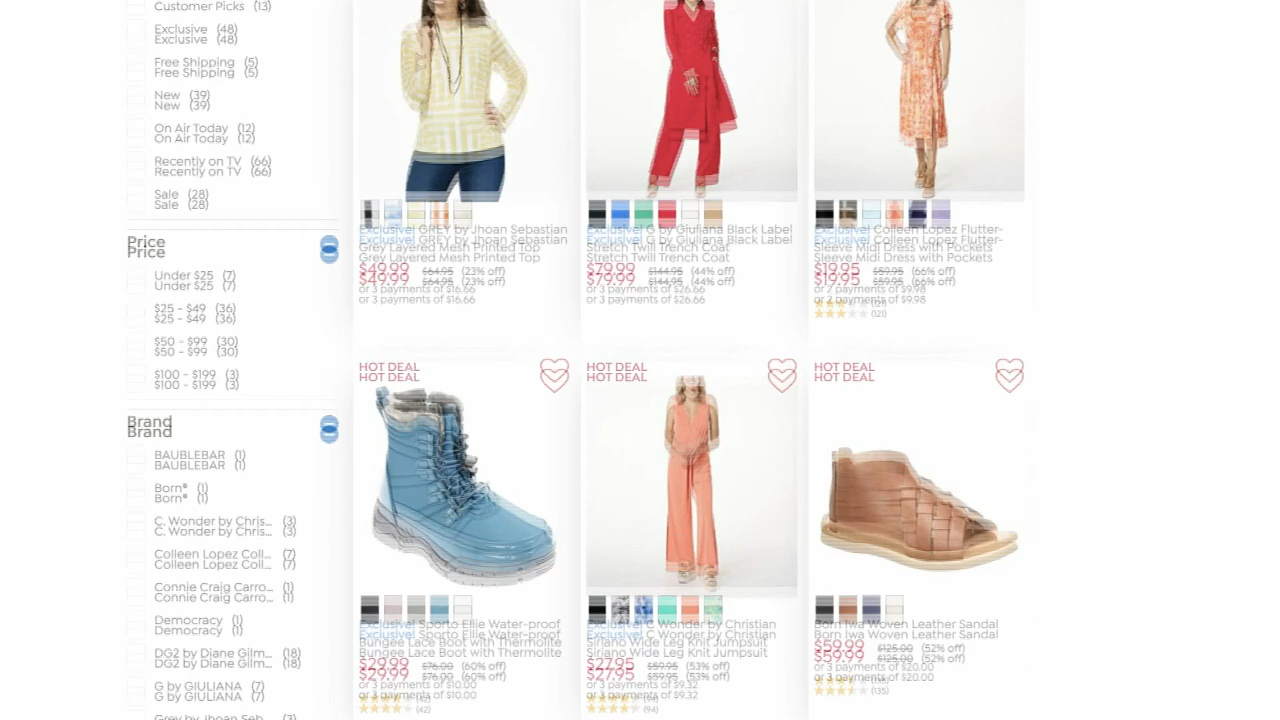 Customer Picks (13)
Exclusive (48)
Free Shipping (5)
New (39)
On Air Today (12)
Recently on TV (66)
Sale (28)
Price
Under $25 (7)
$25 - $49 (36)
$50 - $99 (30)
$100 - $199 (3)
Brand
BAUBLEBAR (1)
Born® (1)
C. Wonder by Chris... (3)
Colleen Lopez Coll... (7)
Connie Craig Carro... (1)
Democracy (1)
DG2 by Diane Gilm... (18)
G by GIULIANA (7)
Grey by Jhoan Seb... (3)
Exclusive! GREY by Jhoan Sebastian
Grey Layered Mesh Printed Top
$49.99 $64.95 (23% off)
or 3 payments of $16.66
Exclusive! G by Giuliana Black Label
Stretch Twill Trench Coat
$79.99 $144.95 (44% off)
or 3 payments of $26.66
Exclusive! Colleen Lopez Flutter-
Sleeve Midi Dress with Pockets
$19.95 $59.95 (66% off)
or 2 payments of $9.98
(121)
HOT DEAL
Exclusive! Sporto Ellie Water-proof
Bungee Lace Boot with Thermolite
$29.99 $76.00 (60% off)
or 3 payments of $10.00
(42)
HOT DEAL
Exclusive! C Wonder by Christian
Siriano Wide Leg Knit Jumpsuit
$27.95 $59.95 (53% off)
or 3 payments of $9.32
(94)
HOT DEAL
Born Iwa Woven Leather Sandal
$59.99 $125.00 (52% off)
or 3 payments of $20.00
(135)